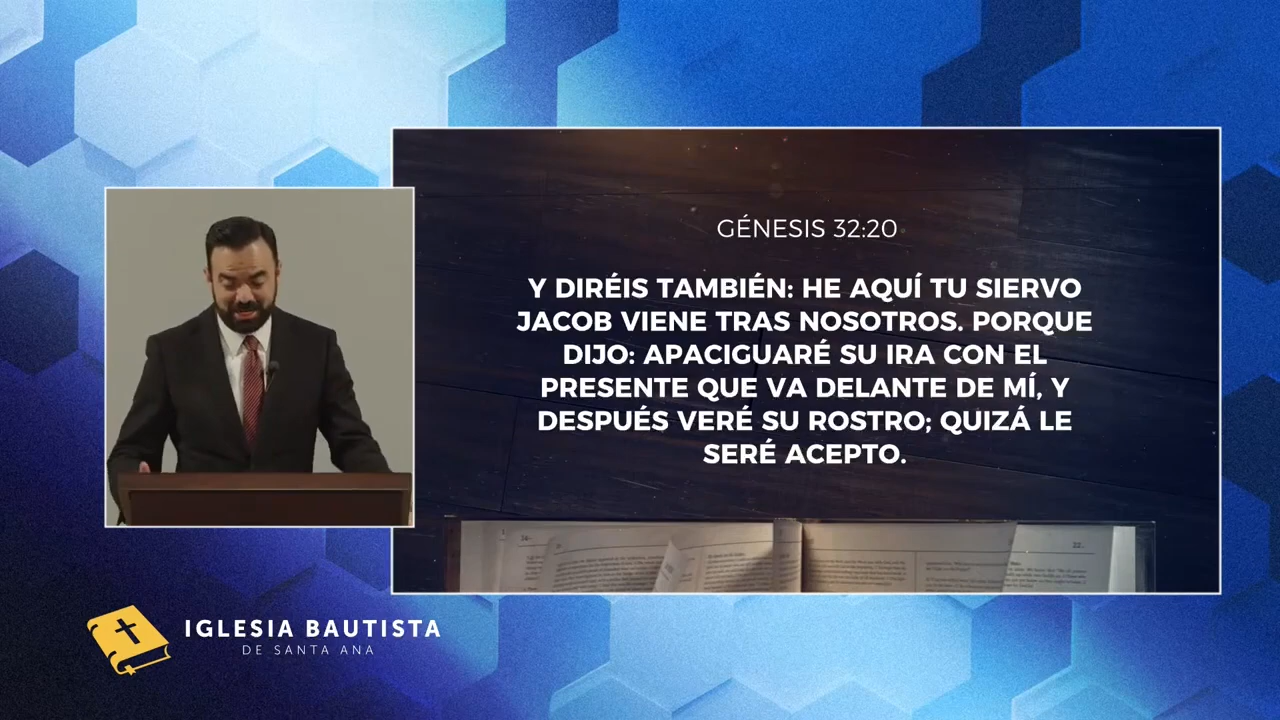 GÉNESIS 32:20
Y DIRÉIS TAMBIÉN: HE AQUÍ TU SIERVO
JACOB VIENE TRAS NOSOTROS. PORQUE
DIJO: APACIGUARÉ SU IRA CON EL
PRESENTE QUE VA DELANTE DE MÍ, Y
DESPUÉS VERÉ SU ROSTRO; QUIZÁ LE
SERÉ ACEPTO.
IGLESIA BAUTISTA
DE SANTA ANA